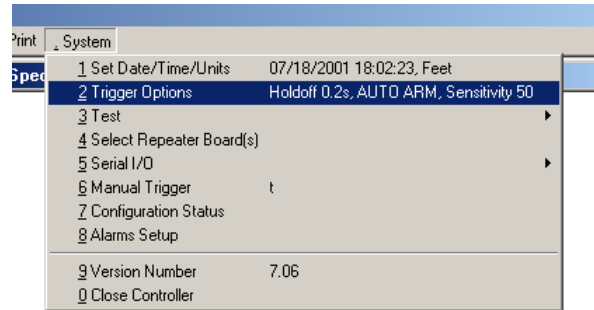 Print . System
Spec
1 Set Date/Time/Units 07/18/2001 18:02:23, Feet
2 Trigger Options Holdoff 0.2s, AUTO ARM, Sensitivity 50
3 Test
4 Select Repeater Board(s)
5 Serial I/O
6 Manual Trigger t
7 Configuration Status
8 Alarms Setup
9 Version Number 7.06
0 Close Controller